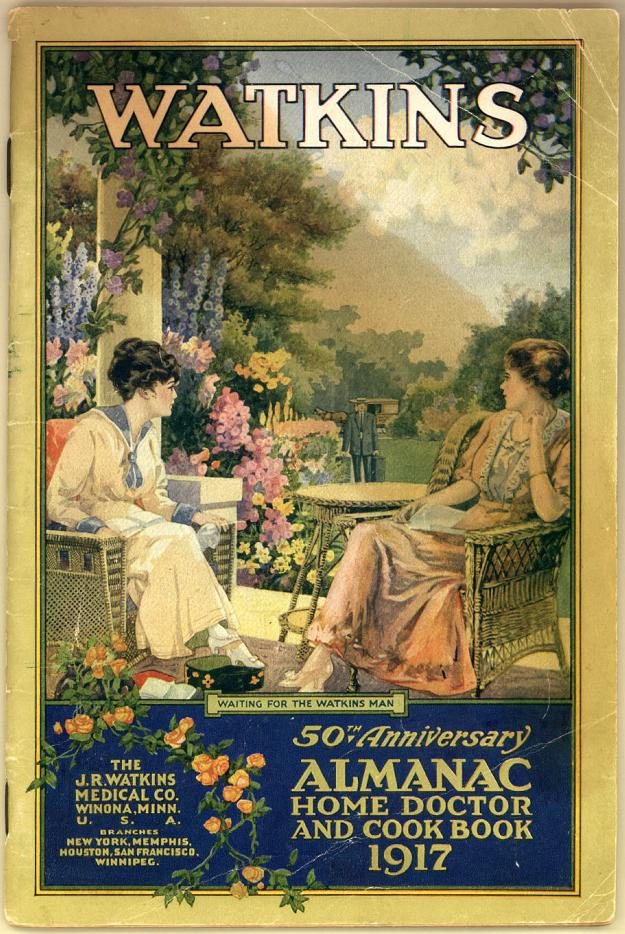 WATKINS
WAITING FOR THE WATKINS MAN
THE
J.R.WATKINS
MEDICAL CO.
WINONA, MINN.
U. S. A.
BRANCHES
NEW YORK, MEMPHIS,
HOUSTON, SAN FRANCISCO,
WINNIPEG.
50TH Anniversary
ALMANAC
HOME DOCTOR
AND COOK BOOK
1917